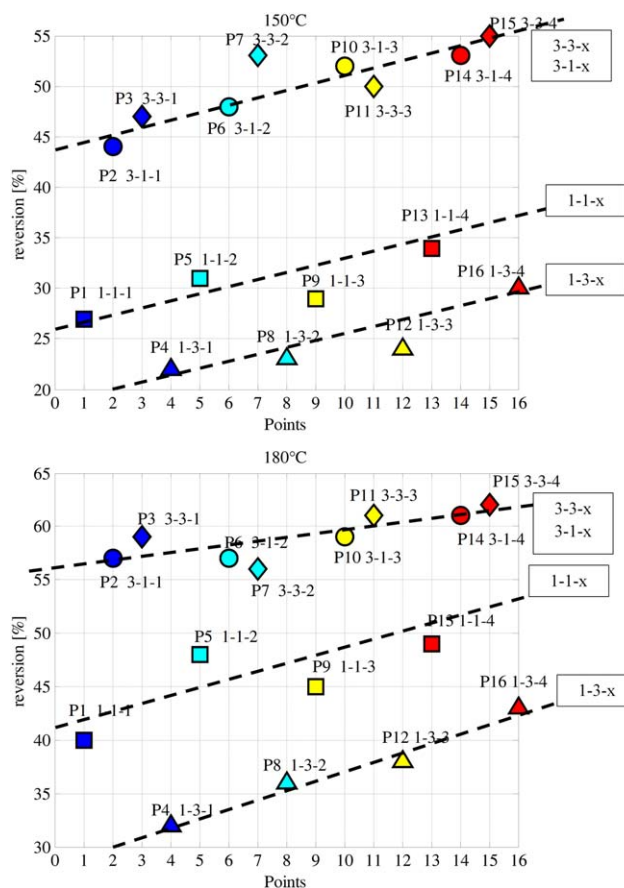 150°C
55
50
45
40
35
30
25
20
reversion [%]
P15 3-3-4
P7 3-3-2
P10 3-1-3
P14 3-1-4
P3 3-3-1
P11 3-3-3
P6 3-1-2
P2 3-1-1
3-3-x
3-1-x
1-1-x
P13 1-1-4
P5 1-1-2
P9 1-1-3
P1 1-1-1
P16 1-3-4
1-3-x
P12 1-3-3
P8 1-3-2
P4 1-3-1
0 1 2 3 4 5 6 7 8 9 10 11 12 13 14 15 16
Points
180°C
65
60
55
50
45
40
35
30
reversion [%]
P15 3-3-4
P11 3-3-3
P3 3-3-1
P6 3-1-2
P14 3-1-4
P10 3-1-3
P2 3-1-1
P7 3-3-2
3-3-x
3-1-x
1-1-x
P5 1-1-2
P15 1-1-4
P9 1-1-3
P1 1-1-1
P16 1-3-4
1-3-x
P12 1-3-3
P8 1-3-2
P4 1-3-1
0 1 2 3 4 5 6 7 8 9 10 11 12 13 14 15 16
Points